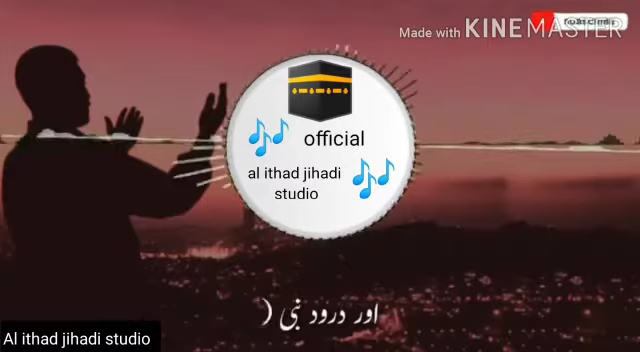 Made with KINEMASTER
official
al ithad jihadi
studio
اور درود نبی (
Al ithad jihadi studio